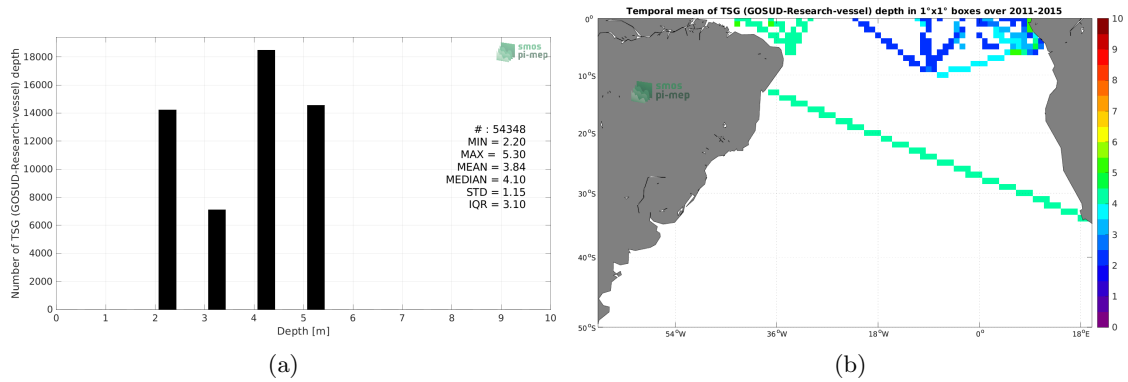 Number of TSG (GOSUD-Research-vessel) depth
18000
16000
14000
12000
10000
8000
6000
4000
2000
0
0 1 2 3 4 5 6 7 8 9 10
Depth [m]
smos
pi-mep
# : 54348
MIN = 2.20
MAX = 5.30
MEAN = 3.84
MEDIAN = 4.10
STD = 1.15
IQR = 3.10
(a)
Temporal mean of TSG (GOSUD-Research-vessel) depth in 1°x1° boxes over 2011-2015
0°
10°S
20°S
30°S
40°S
50°S
54°W 36°W 18°W 0° 18°E
smos
pi-mep
10
9
8
7
6
5
4
3
2
1
0
(b)